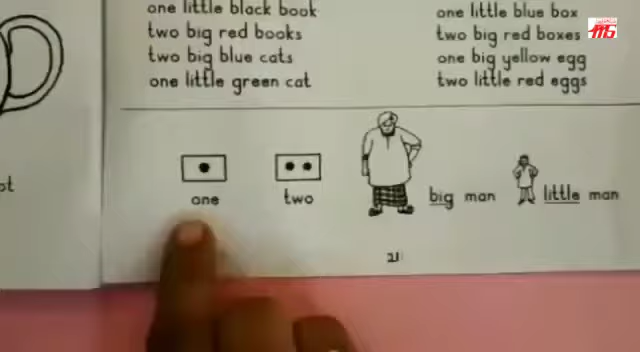 one little black book
two big red books
two big blue cats
one little green cat
one little blue box
two big red boxes
one big yellow egg
two little red eggs
one
two
big man
little man
21